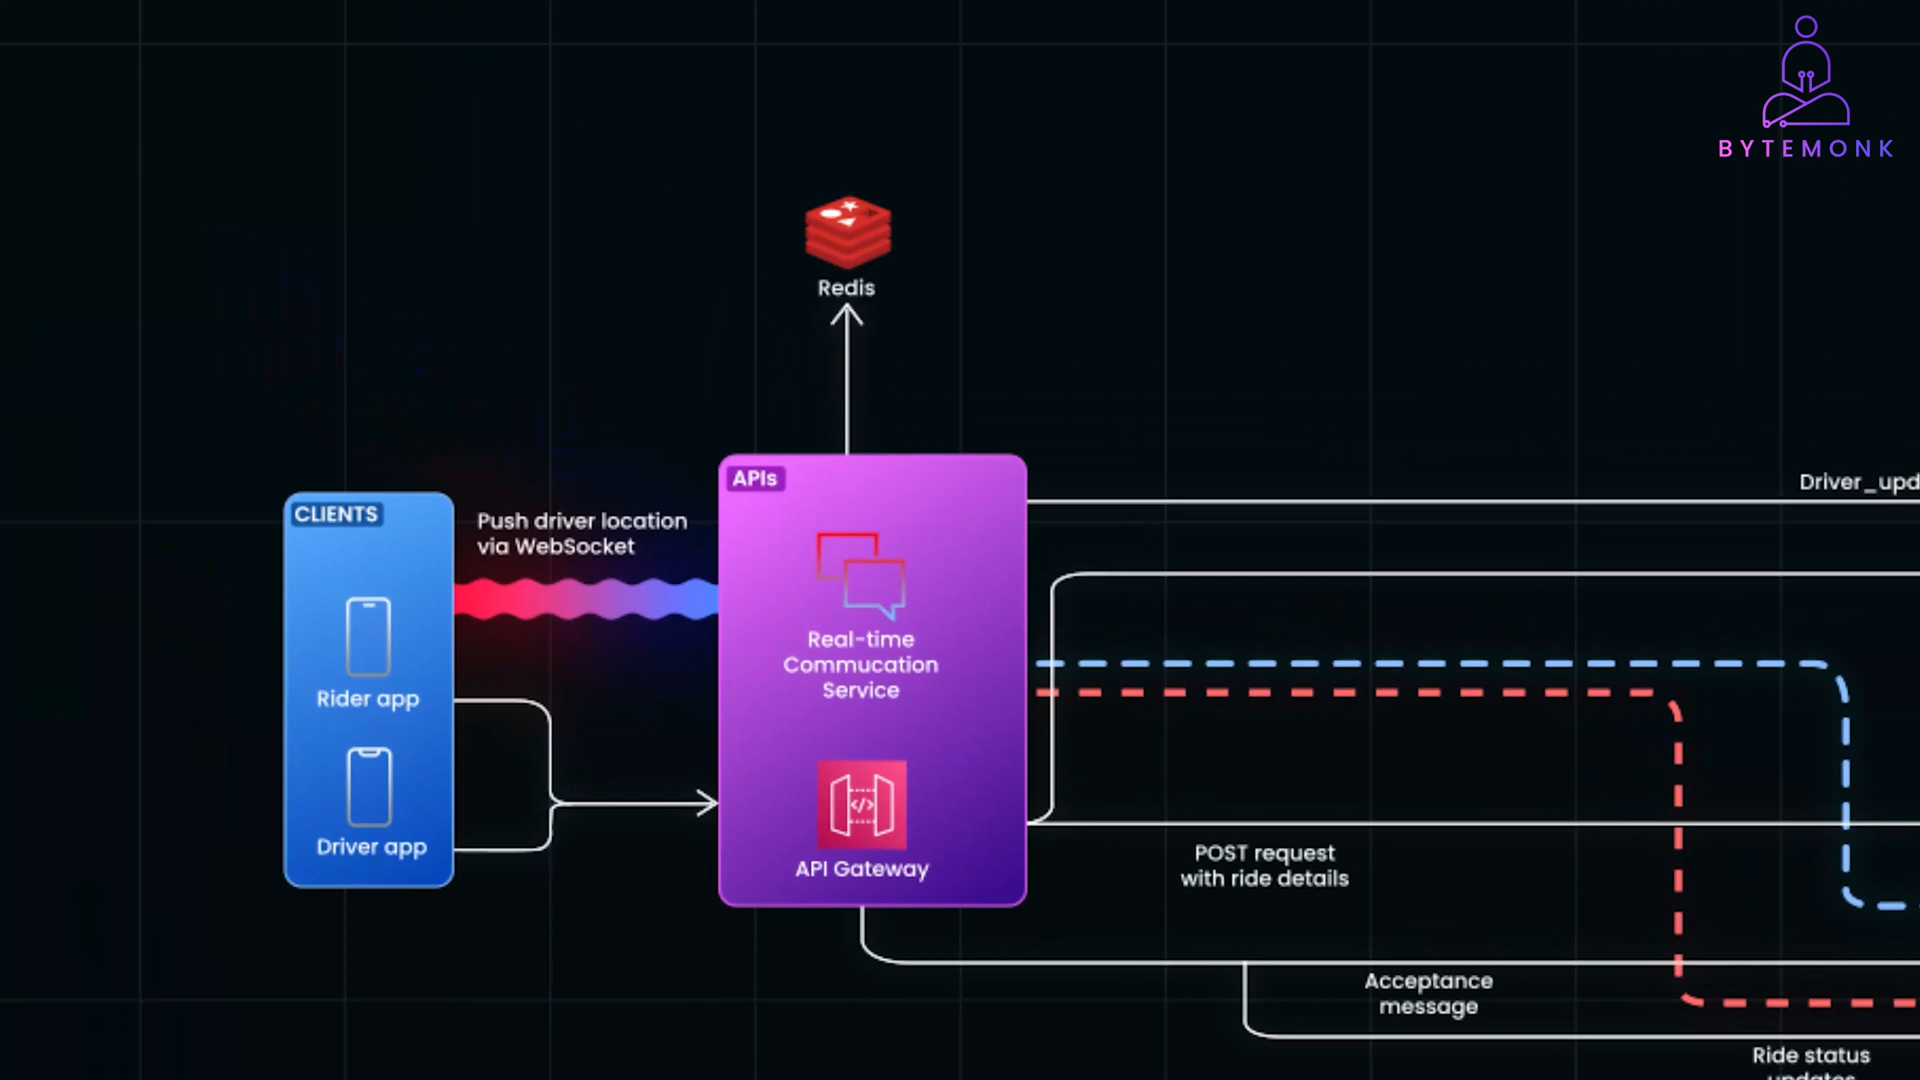 BYTEMONK
Redis
APIs
Driver_upd
CLIENTS
Push driver location
via WebSocket
Real-time
Commucation
Service
Rider app
Driver app
</>
API Gateway
POST request
with ride details
Acceptance
message
Ride status
updates